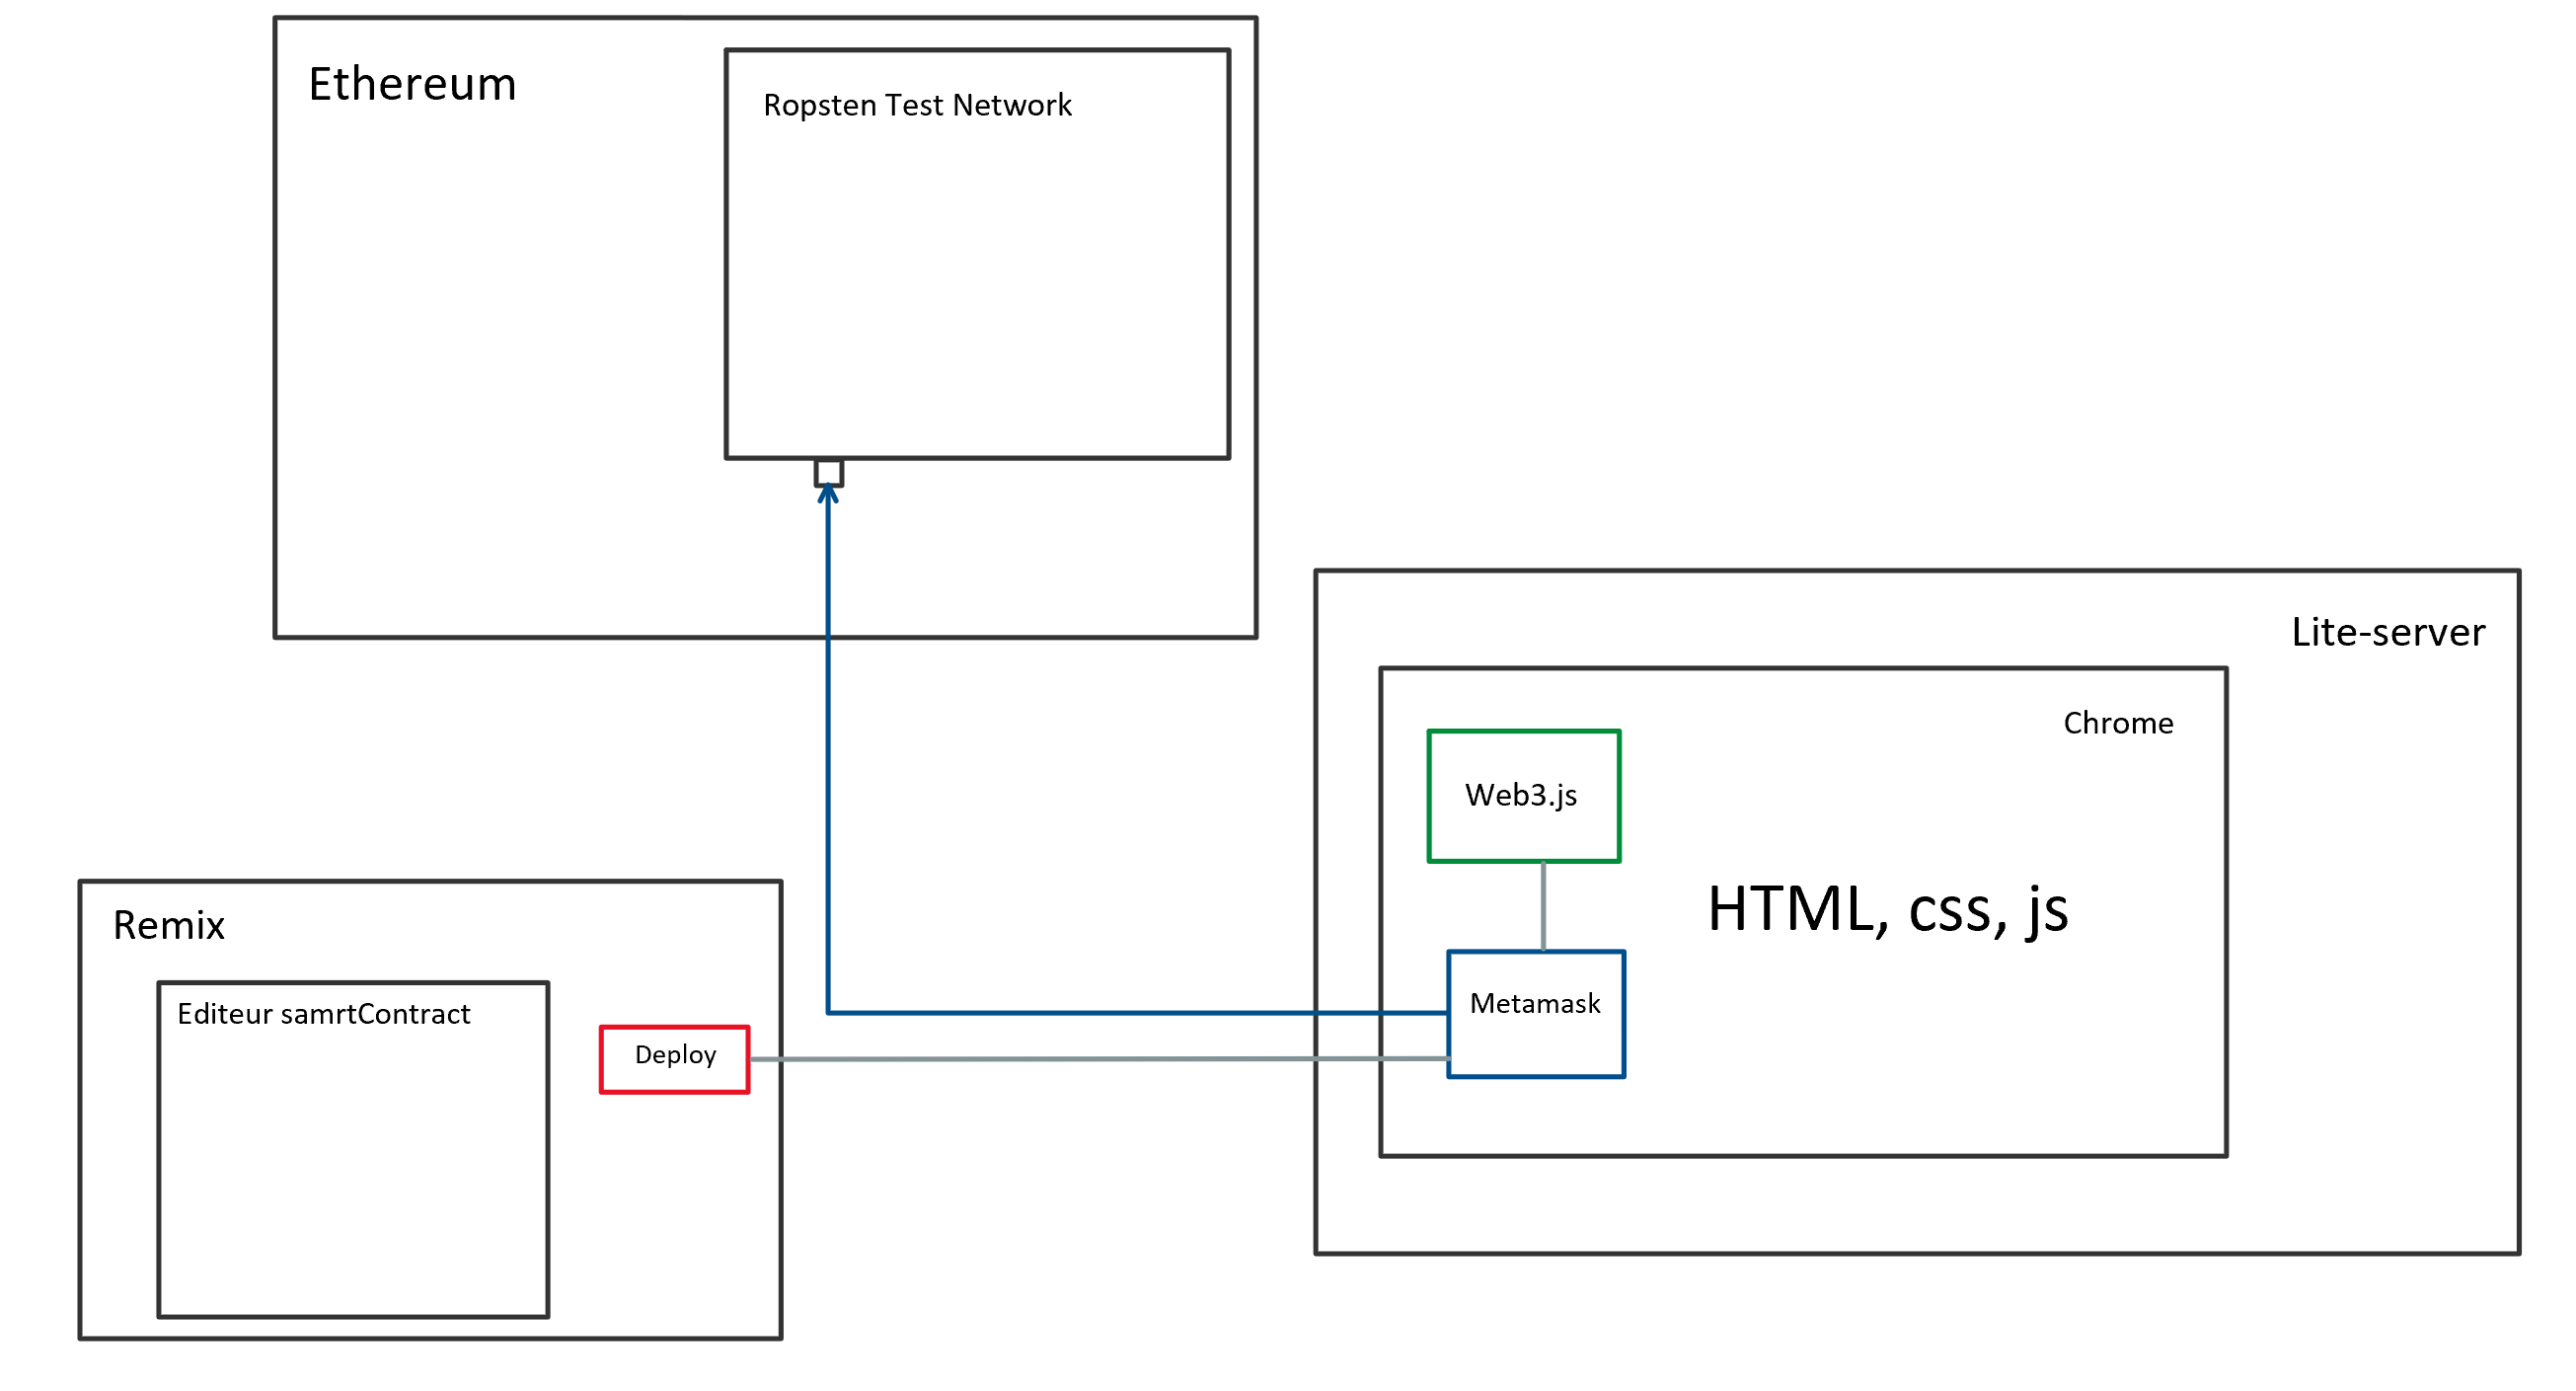 Ethereum
Ropsten Test Network
Lite-server
Chrome
Web3.js
HTML, css, js
Metamask
Remix
Editeur samrtContract
Deploy